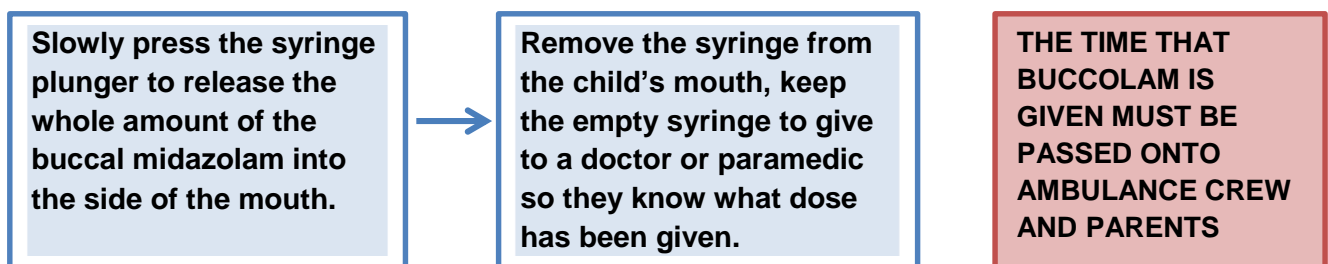 Slowly press the syringe
plunger to release the
whole amount of the
buccal midazolam into
the side of the mouth.
Remove the syringe from
the child’s mouth, keep
the empty syringe to give
to a doctor or paramedic
so they know what dose
has been given.
THE TIME THAT
BUCCOLAM IS
GIVEN MUST BE
PASSED ONTO
AMBULANCE CREW
AND PARENTS